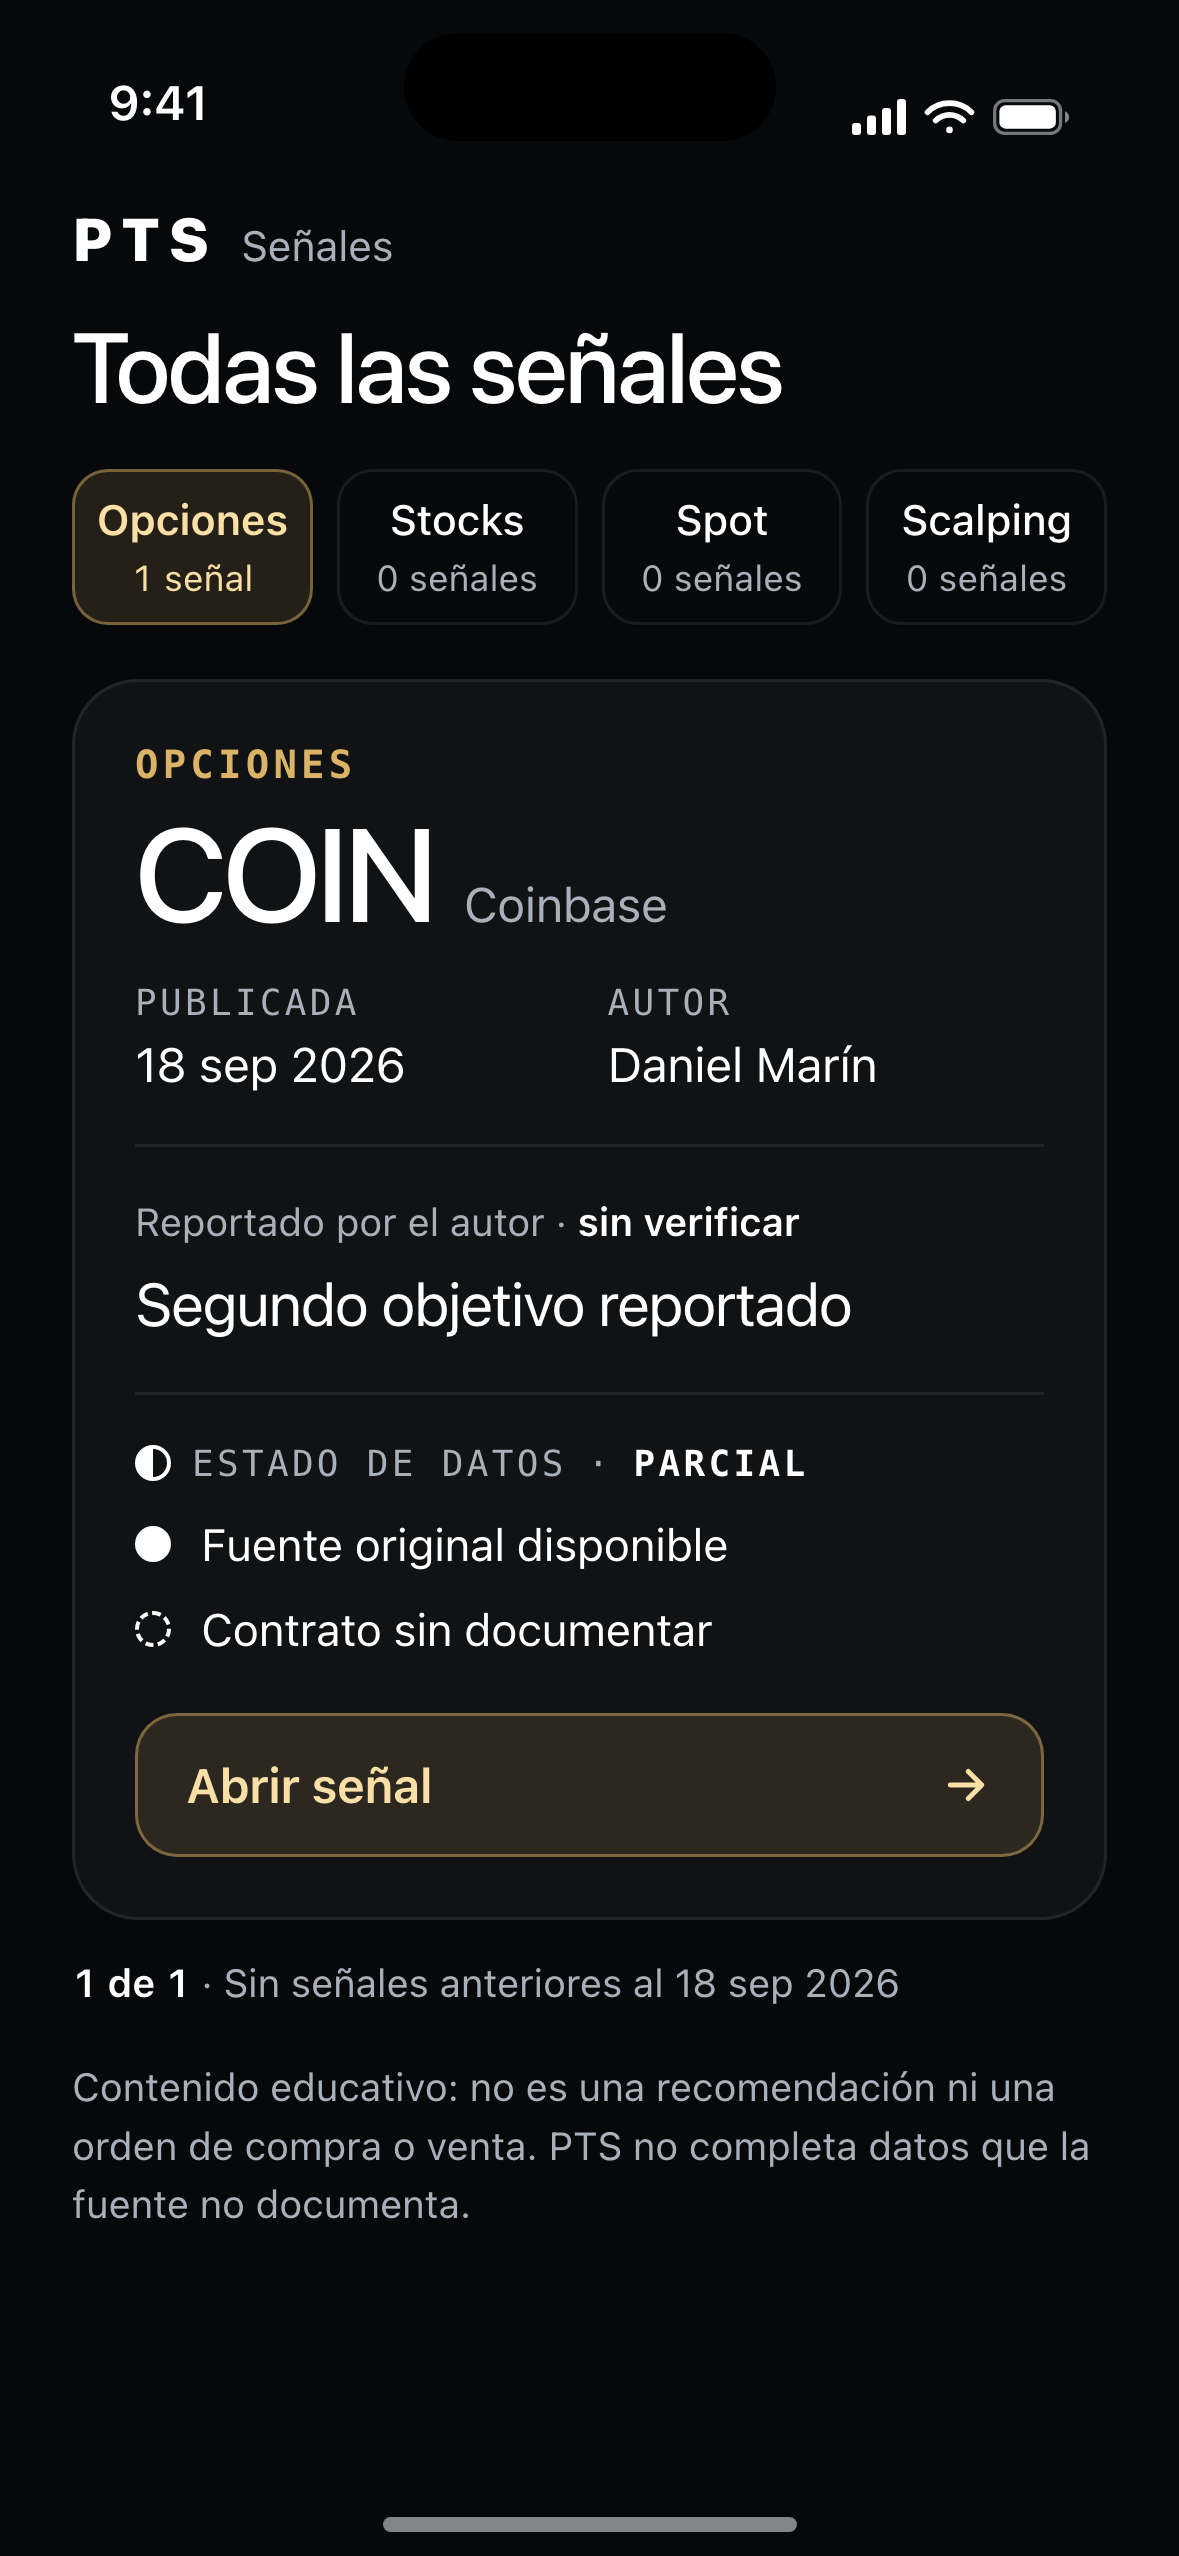 9:41
PTS Señales
Todas las señales
Opciones Stocks Spot Scalping
1 señal 0 señales 0 señales 0 señales
OPCIONES
COIN Coinbase
PUBLICADA AUTOR
18 sep 2026 Daniel Marín
Reportado por el autor · sin verificar
Segundo objetivo reportado
ESTADO DE DATOS · PARCIAL
Fuente original disponible
Contrato sin documentar
Abrir señal →
1 de 1 · Sin señales anteriores al 18 sep 2026
Contenido educativo: no es una recomendación ni una
orden de compra o venta. PTS no completa datos que la
fuente no documenta.